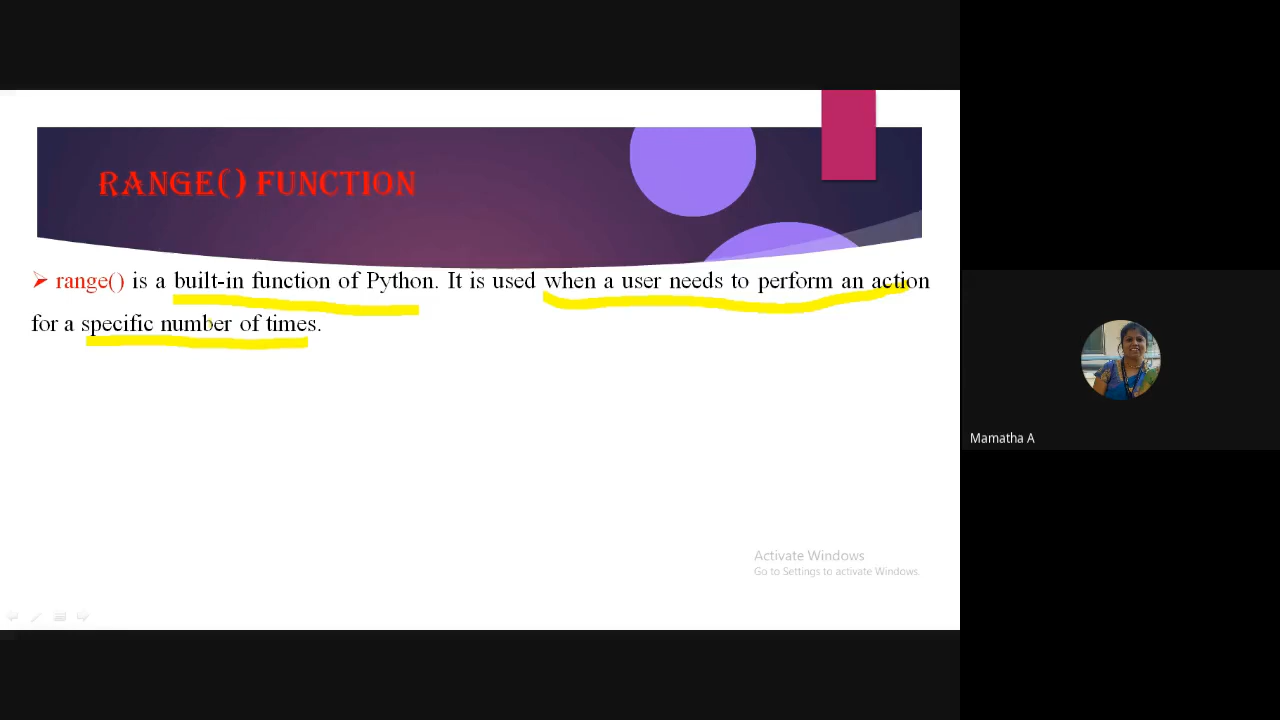 RANGE() FUNCTION
range() is a built-in function of Python. It is used when a user needs to perform an action
for a specific number of times.
Mamatha A
Activate Windows
Go to Settings to activate Windows.